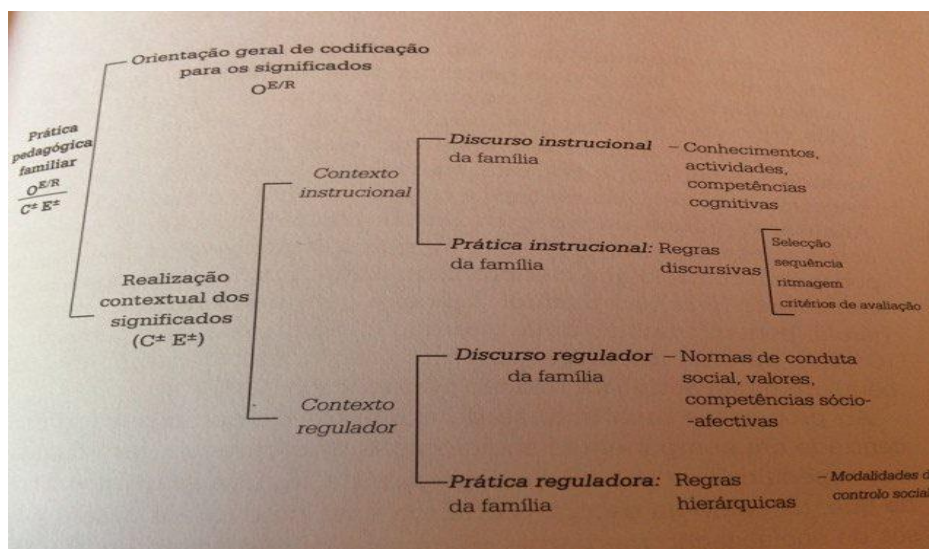 Orientação geral de codificação
para os significados
O^E/R
Prática
pedagógica
familiar
O^E/R
C± E±
Realização
contextual dos
significados
(C± E±)
Contexto
instrucional
Discurso instrucional – Conhecimentos,
da família actividades,
competências
cognitivas
Prática instrucional: Regras
da família discursivas
Selecção
sequência
ritmagem
critérios de avaliação
Contexto
regulador
Discurso regulador – Normas de conduta
da família social, valores,
competências sócio-
-afectivas
Prática reguladora: Regras – Modalidades d
da família hierárquicas controlo social